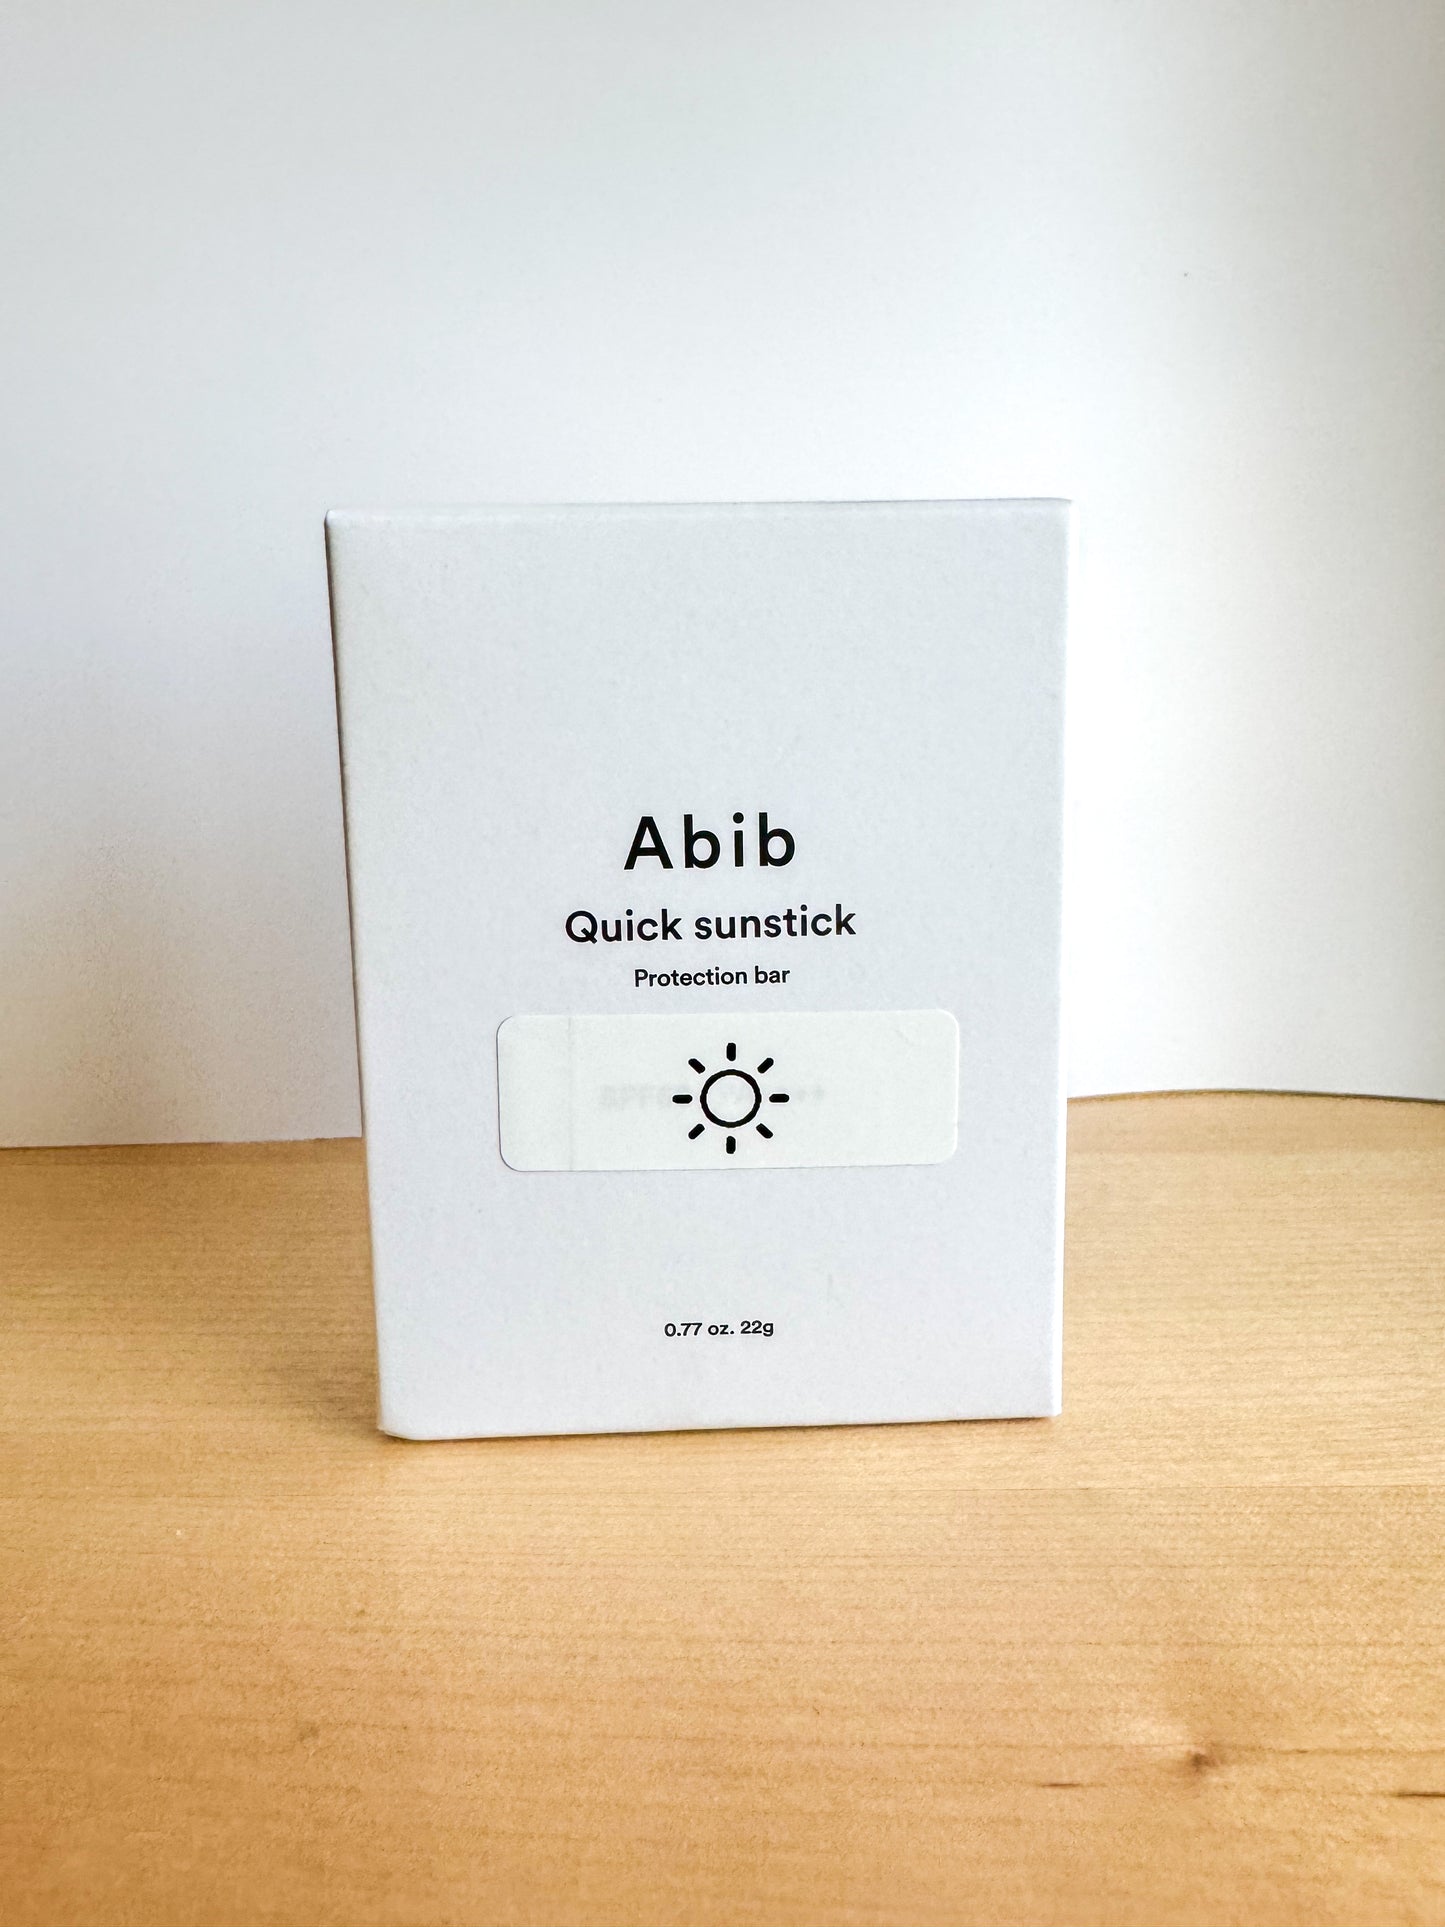 Abib
Quick sunstick
Protection bar
0.77 oz. 22g